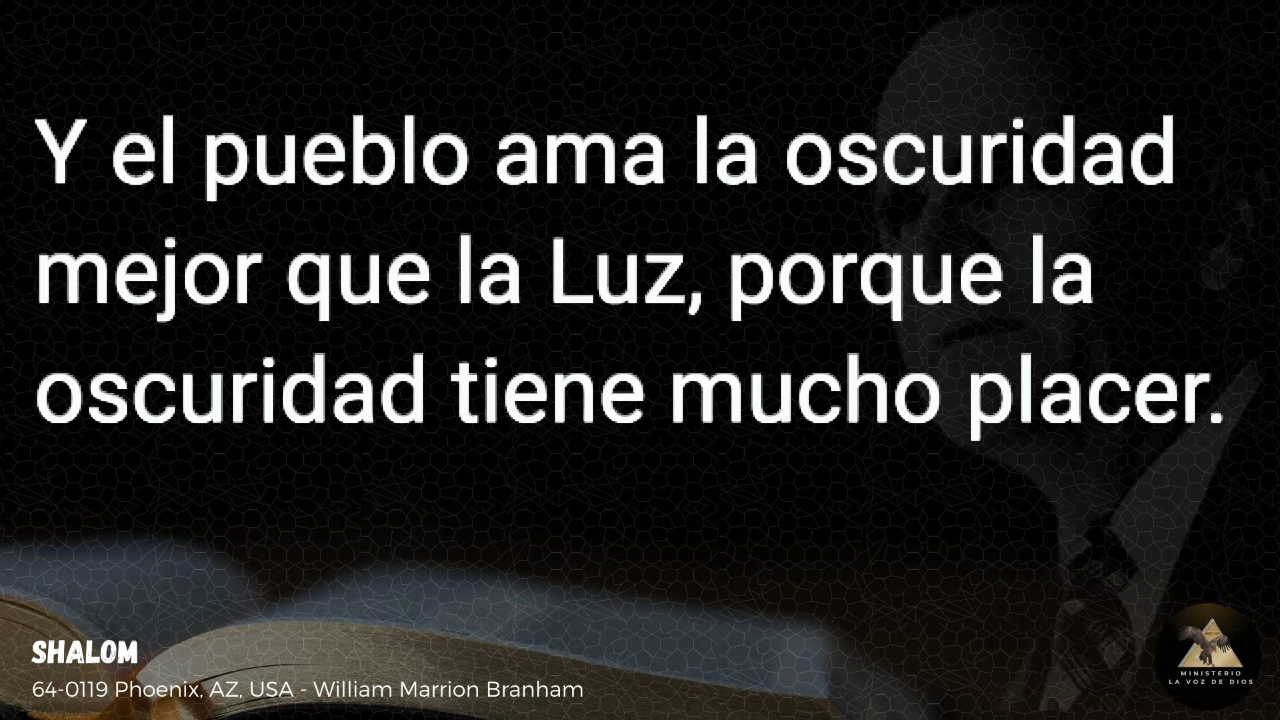 Y el pueblo ama la oscuridad
mejor que la Luz, porque la
oscuridad tiene mucho placer.
SHALOM
64-0119 Phoenix, AZ, USA - William Marrion Branham
MINISTERIO
LA VOZ DE DIOS